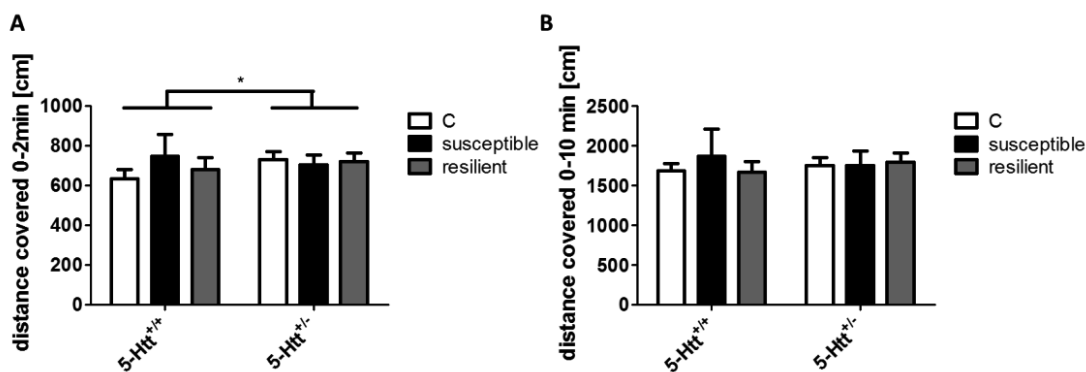 A
distance covered 0-2min [cm]
1000
800
600
400
200
0
*
5-Htt+/+
5-Htt+/-
C
susceptible
resilient
B
distance covered 0-10 min [cm]
2500
2000
1500
1000
500
0
5-Htt+/+
5-Htt+/-
C
susceptible
resilient